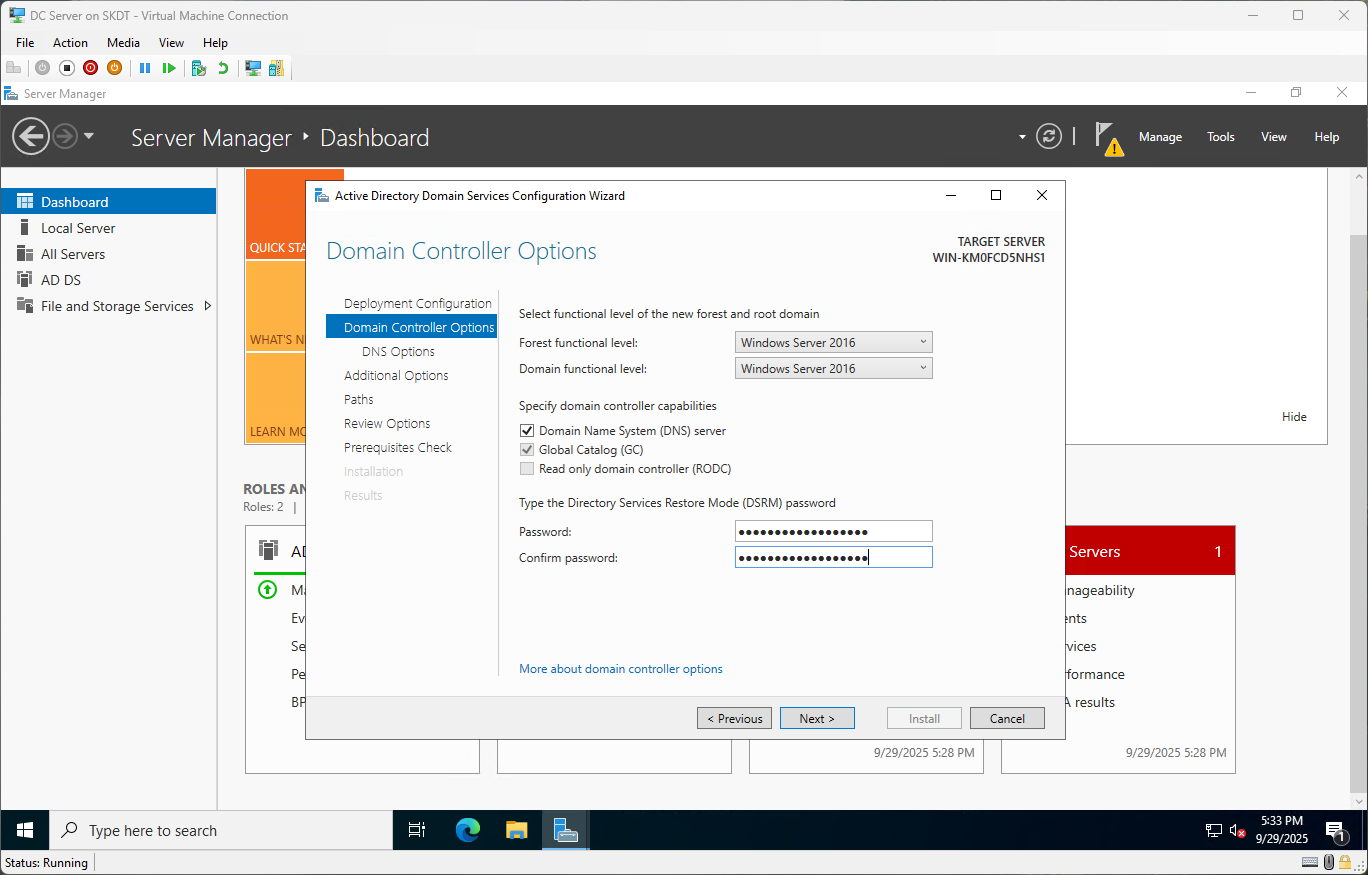 DC Server on SKDT - Virtual Machine Connection
File Action Media View Help
Server Manager
Server Manager Dashboard
Manage Tools View Help
Dashboard
Local Server
All Servers
AD DS
File and Storage Services
QUICK STA
WHAT'S N
LEARN MO
Hide
ROLES AN
Roles: 2 |
AD
Ma
Ev
Se
Pe
BP
Active Directory Domain Services Configuration Wizard
Domain Controller Options
TARGET SERVER
WIN-KM0FCD5NHS1
Deployment Configuration
Domain Controller Options
DNS Options
Additional Options
Paths
Review Options
Prerequisites Check
Installation
Results
Select functional level of the new forest and root domain
Forest functional level: Windows Server 2016
Domain functional level: Windows Server 2016
Specify domain controller capabilities
Domain Name System (DNS) server
Global Catalog (GC)
Read only domain controller (RODC)
Type the Directory Services Restore Mode (DSRM) password
Password: ●●●●●●●●●●●●●●●●●●
Confirm password: ●●●●●●●●●●●●●●●●●●
More about domain controller options
< Previous Next > Install Cancel
Servers 1
nageability
ents
vices
formance
A results
9/29/2025 5:28 PM
9/29/2025 5:28 PM
Type here to search
5:33 PM
9/29/2025
1
Status: Running